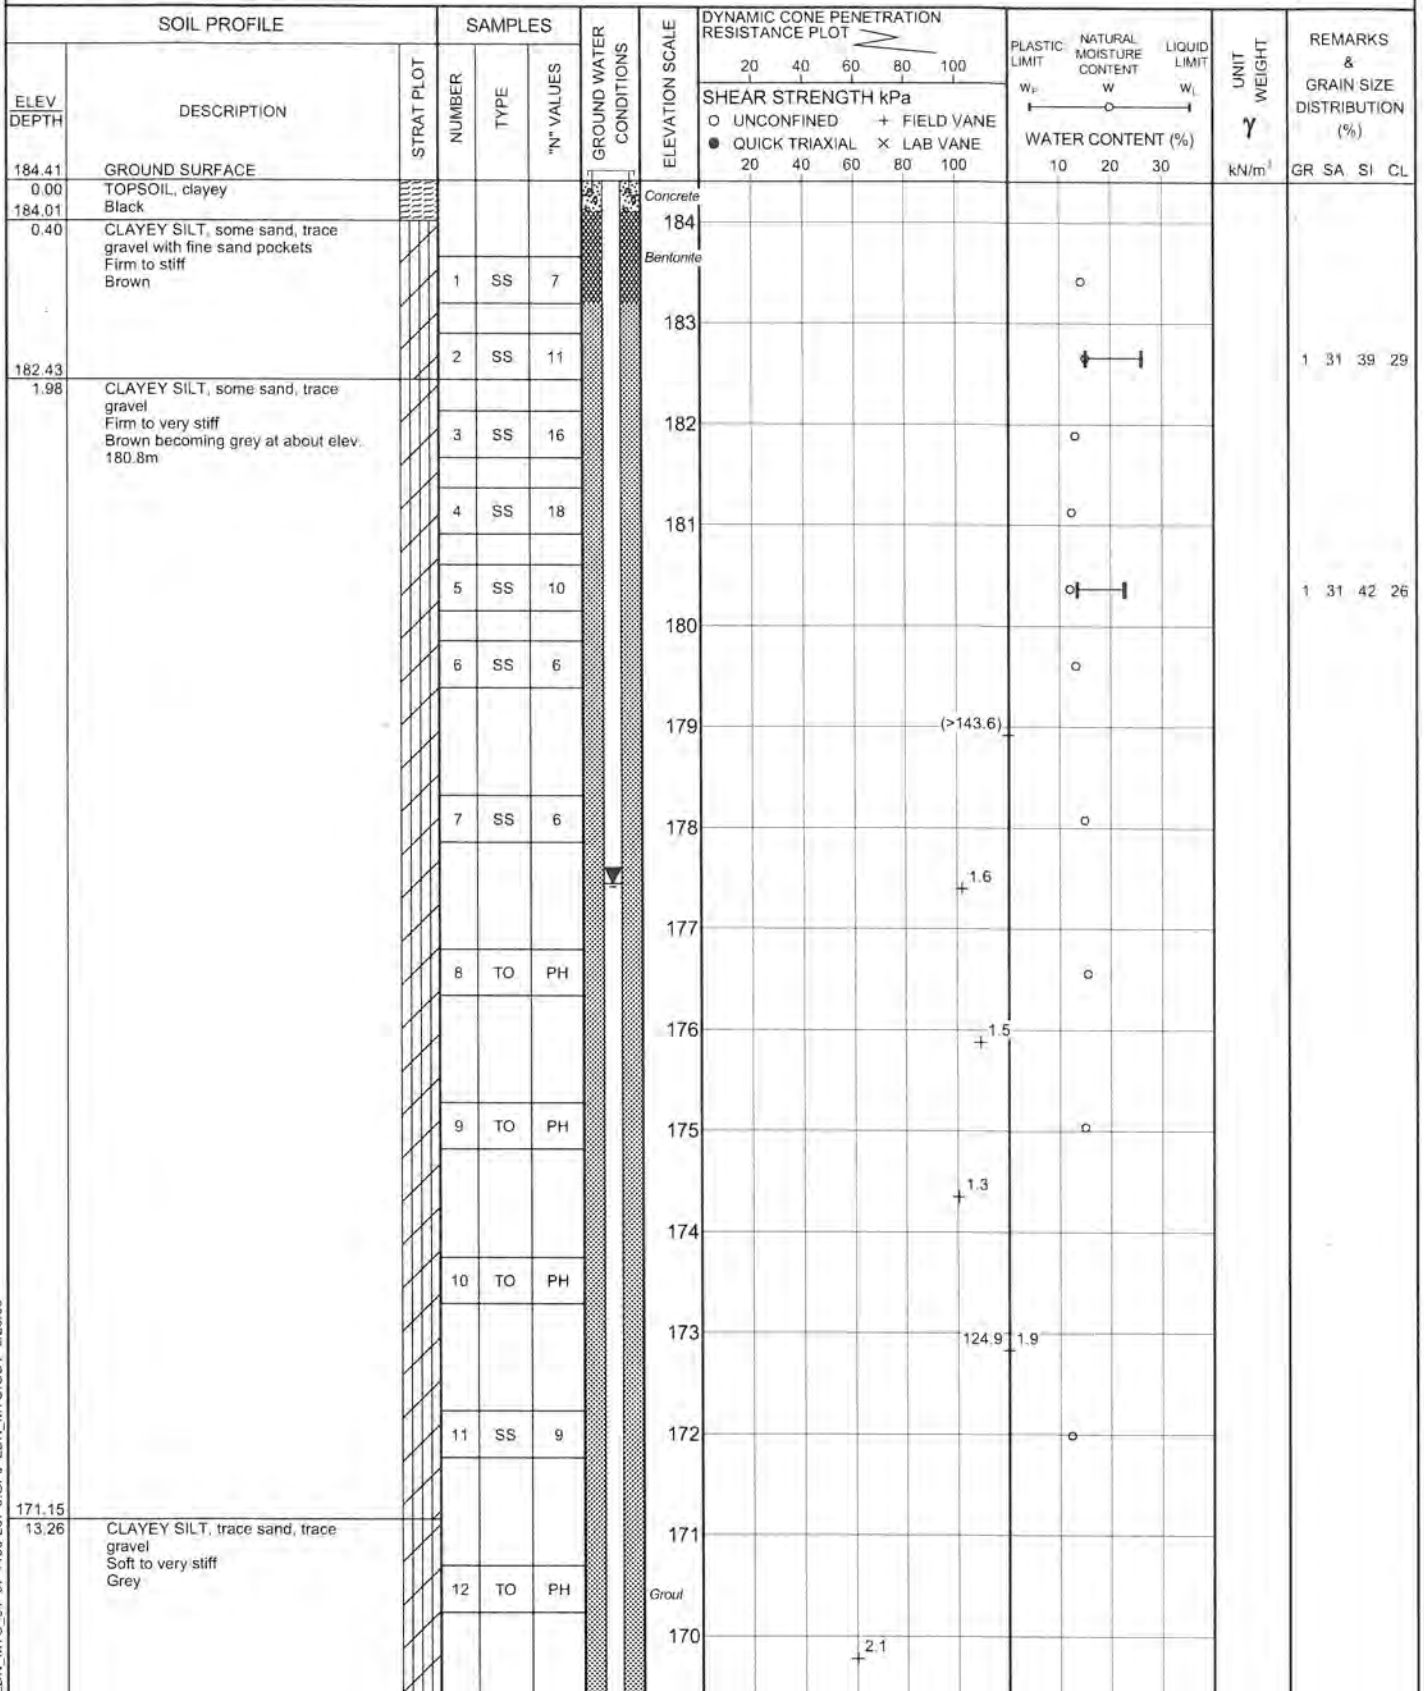 SOIL PROFILE
SAMPLES
GROUND WATER
CONDITIONS
ELEVATION SCALE
DYNAMIC CONE PENETRATION
RESISTANCE PLOT
20 40 60 80 100
SHEAR STRENGTH kPa
O UNCONFINED + FIELD VANE
● QUICK TRIAXIAL × LAB VANE
20 40 60 80 100
PLASTIC LIMIT
NATURAL MOISTURE CONTENT
LIQUID LIMIT
WP W WL
WATER CONTENT (%)
10 20 30
UNIT WEIGHT
γ
kN/m³
REMARKS
&
GRAIN SIZE
DISTRIBUTION
(%)
GR SA SI CL
ELEV
DEPTH
DESCRIPTION
STRAT PLOT
NUMBER
TYPE
"N" VALUES
184.41 GROUND SURFACE
0.00 TOPSOIL, clayey
184.01 Black
Concrete
184
0.40 CLAYEY SILT, some sand, trace
gravel with fine sand pockets
Firm to stiff
Brown
Bentonite
1 SS 7
183
2 SS 11
1 31 39 29
182.43
1.98 CLAYEY SILT, some sand, trace
gravel
Firm to very stiff
Brown becoming grey at about elev.
180.8m
182
3 SS 16
4 SS 18
181
5 SS 10
1 31 42 26
180
6 SS 6
179
(>143.6)
7 SS 6
178
1.6
177
8 TO PH
176
1.5
9 TO PH
175
1.3
174
10 TO PH
173
124.9 1.9
11 SS 9
172
171.15
13.26 CLAYEY SILT, trace sand, trace
gravel
Soft to very stiff
Grey
171
12 TO PH
Grout
170
2.1